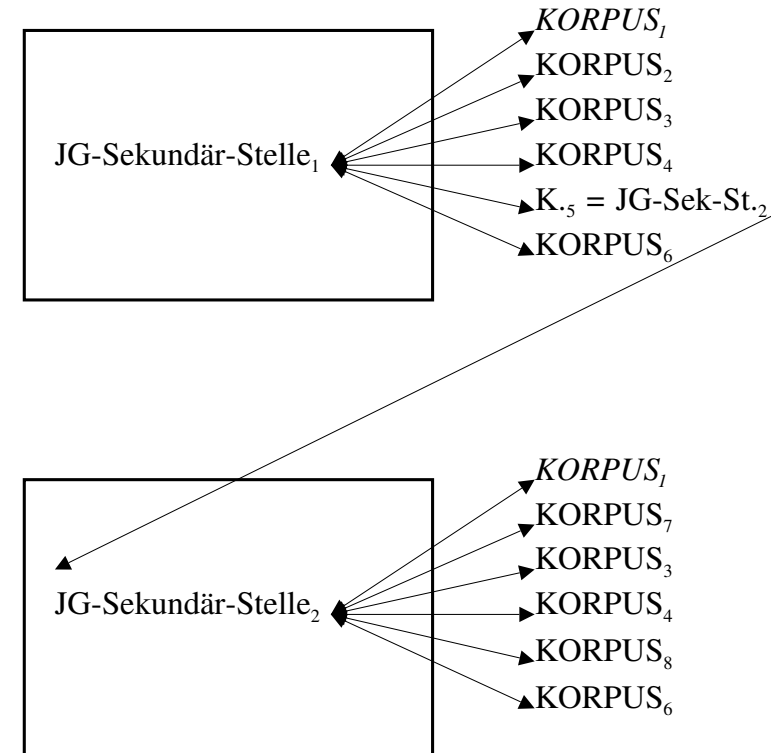 KORPUS₁
KORPUS₂
KORPUS₃
JG-Sekundär-Stelle₁
KORPUS₄
K.₅ = JG-Sek-St.₂
KORPUS₆
KORPUS₁
KORPUS₇
KORPUS₃
JG-Sekundär-Stelle₂
KORPUS₄
KORPUS₈
KORPUS₆